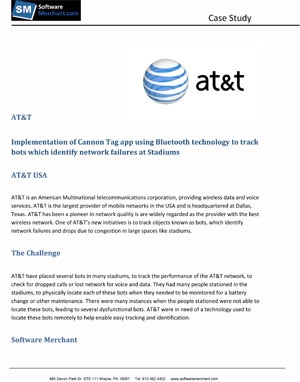 SM Software
Merchant.com
Case Study
at&t
AT&T
Implementation of Cannon Tag app using Bluetooth technology to track
bots which identify network failures at Stadiums
AT&T USA
AT&T is an American Multinational telecommunications corporation, providing wireless data and voice
services. AT&T is the largest provider of mobile networks in the USA and is headquartered at Dallas,
Texas. AT&T has been a pioneer in network quality is are widely regarded as the provider with the best
wireless network. One of AT&T's new initiatives is to track objects known as bots, which identify
network failures and drops due to congestion in large spaces like stadiums.
The Challenge
AT&T have placed several bots in many stadiums, to track the performance of the AT&T network, to
check for dropped calls or lost network for voice and data. They had many people stationed in the
stadiums, to physically locate each of these bots when they needed to be monitored for a battery
change or other maintenance. There were many instances when the people stationed were not able to
locate these bots, leading to several dysfunctional bots. AT&T were in need of a technology used to
locate these bots remotely to help enable easy tracking and identification.
Software Merchant
Devon Park Dr. STE 111 Wayne, PA 19087 Tel: 610 462 4402 www.softwaremerchant.com